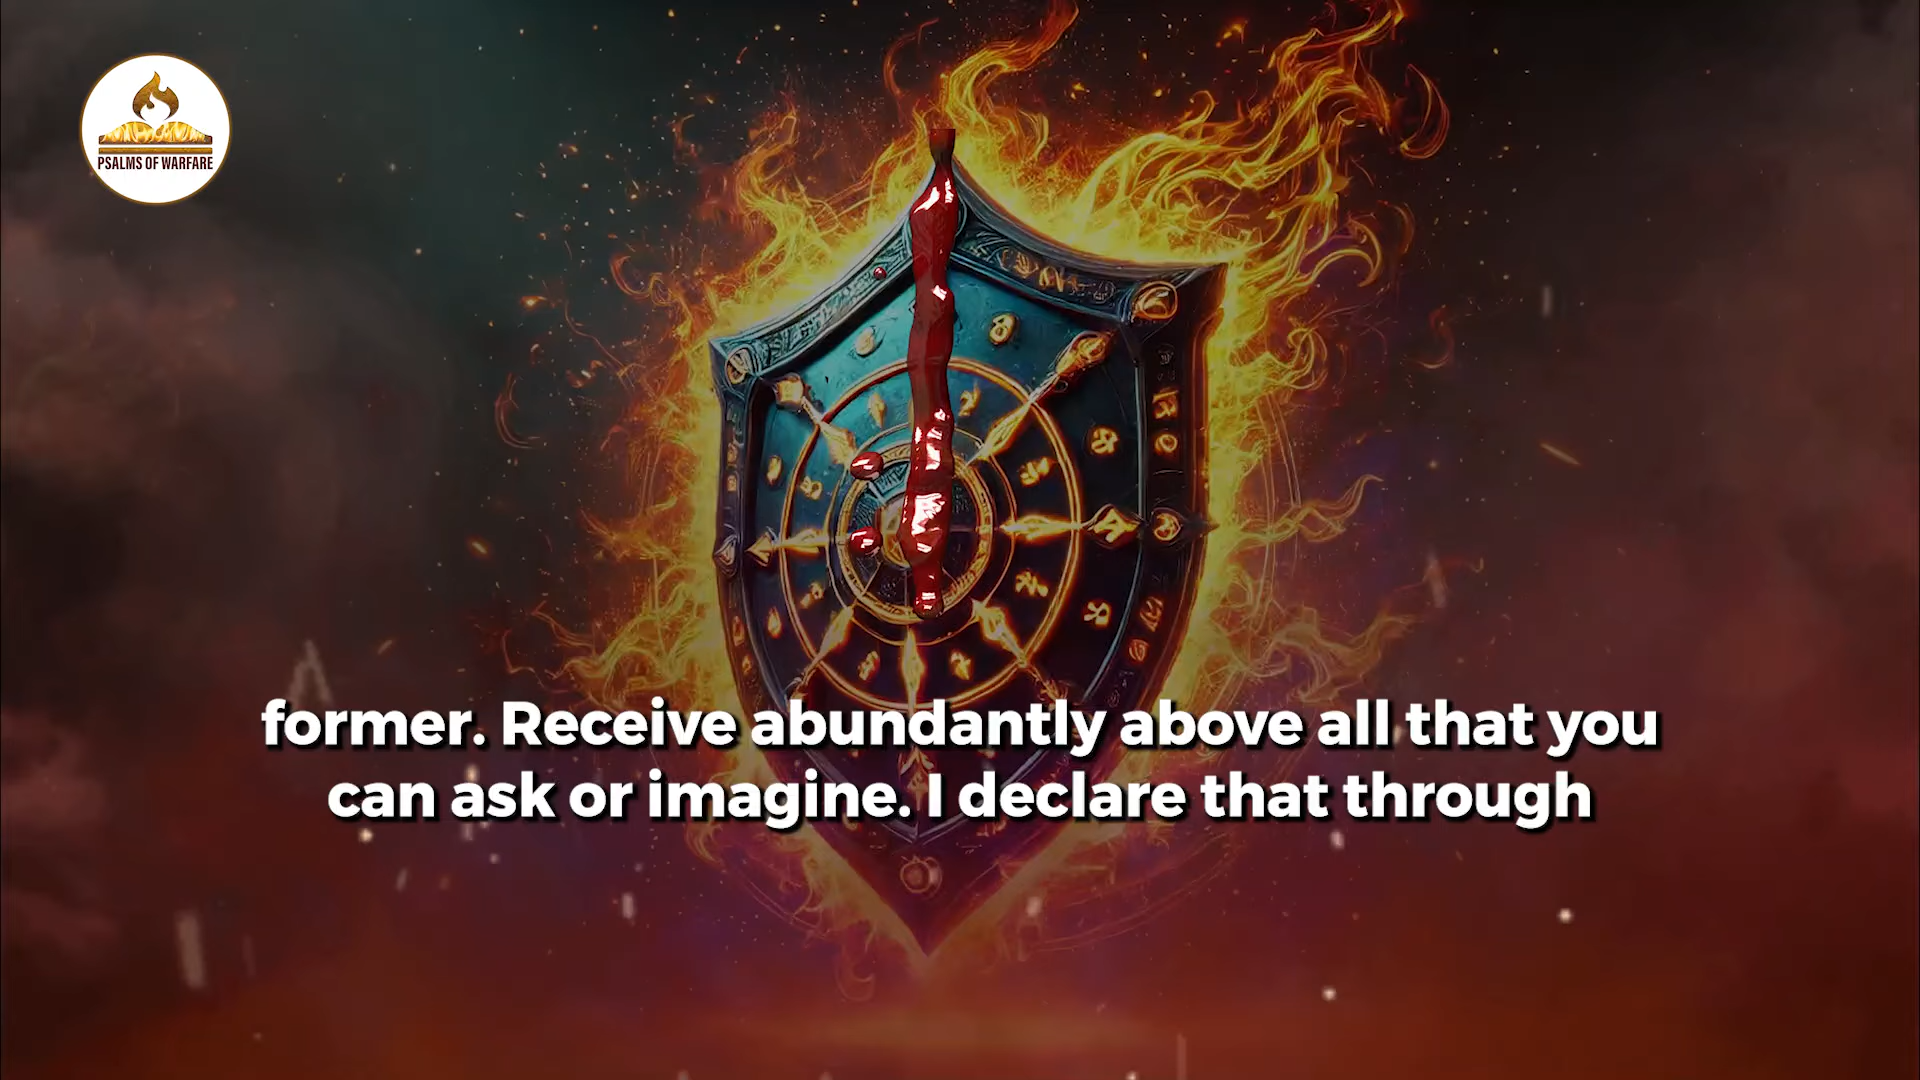 PSALMS OF WARFARE
former. Receive abundantly above all that you
can ask or imagine. I declare that through